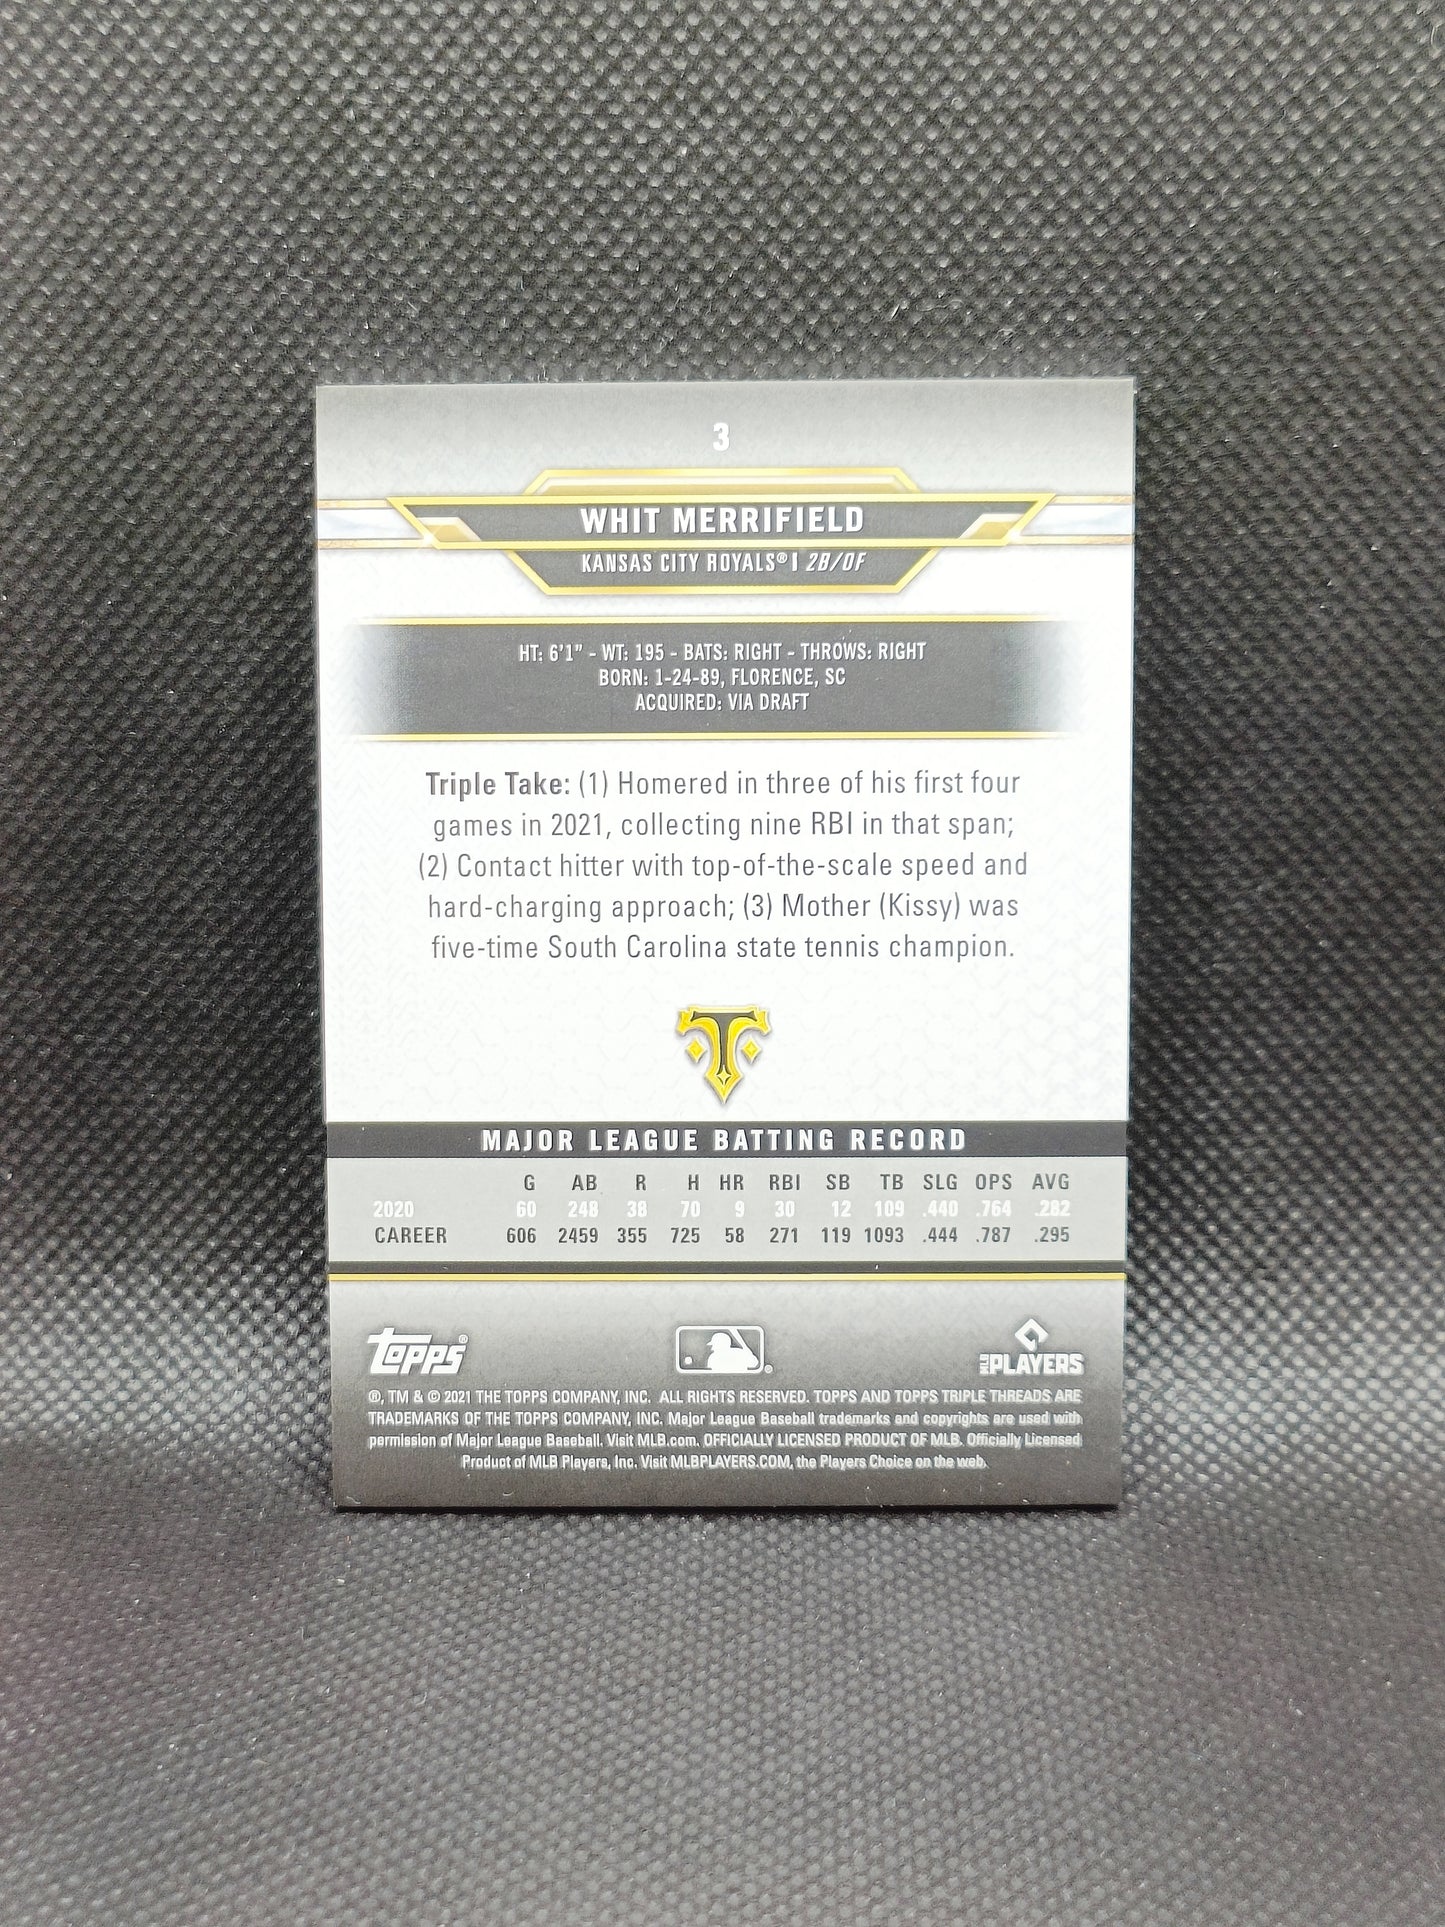 3
WHIT MERRIFIELD
KANSAS CITY ROYALS® I 2B/OF
HT: 6'1" - WT: 195 - BATS: RIGHT - THROWS: RIGHT
BORN: 1-24-89, FLORENCE, SC
ACQUIRED: VIA DRAFT
Triple Take: (1) Homered in three of his first four
games in 2021, collecting nine RBI in that span;
(2) Contact hitter with top-of-the-scale speed and
hard-charging approach; (3) Mother (Kissy) was
five-time South Carolina state tennis champion.
T
MAJOR LEAGUE BATTING RECORD
G AB R H HR RBI SB TB SLG OPS AVG
2020 60 248 38 70 9 30 12 109 .440 .764 .282
CAREER 606 2459 355 725 58 271 119 1093 .444 .787 .295
topps® ® MLB PLAYERS
®, TM & © 2021 THE TOPPS COMPANY, INC. ALL RIGHTS RESERVED. TOPPS AND TOPPS TRIPLE THREADS ARE
TRADEMARKS OF THE TOPPS COMPANY, INC. Major League Baseball trademarks and copyrights are used with
permission of Major League Baseball. Visit MLB.com. OFFICIALLY LICENSED PRODUCT OF MLB. Officially Licensed
Product of MLB Players, Inc. Visit MLBPLAYERS.COM, the Players Choice on the web.